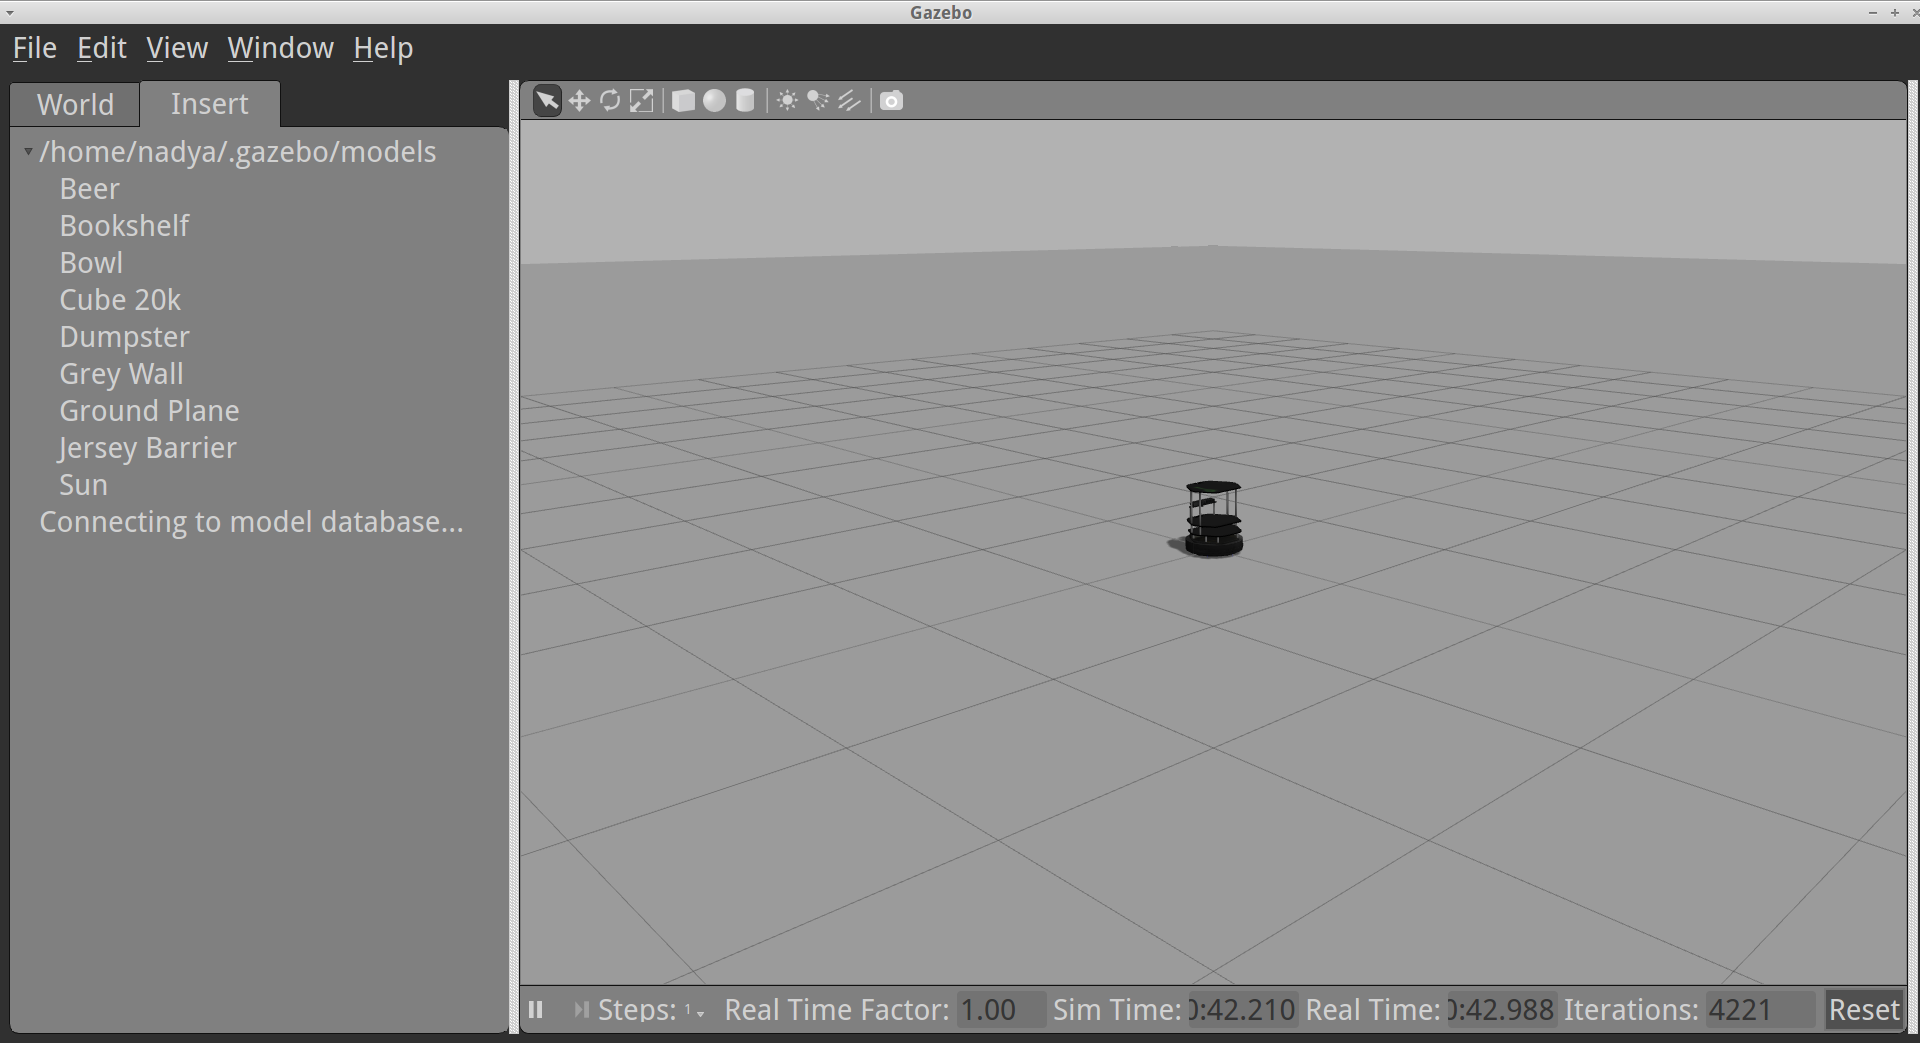 Gazebo
File Edit View Window Help
World Insert
/home/nadya/.gazebo/models
Beer
Bookshelf
Bowl
Cube 20k
Dumpster
Grey Wall
Ground Plane
Jersey Barrier
Sun
Connecting to model database...
Steps: 1 Real Time Factor: 1.00 Sim Time: 0:42.210 Real Time: 0:42.988 Iterations: 4221 Reset